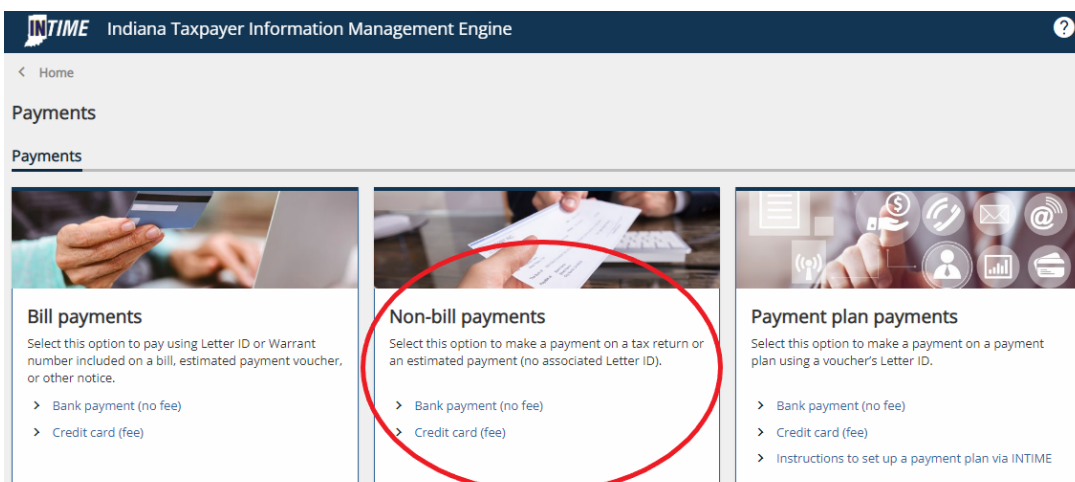 INTIME Indiana Taxpayer Information Management Engine ?
< Home
Payments
Payments
Bill payments
Select this option to pay using Letter ID or Warrant
number included on a bill, estimated payment voucher,
or other notice.
> Bank payment (no fee)
> Credit card (fee)
Non-bill payments
Select this option to make a payment on a tax return or
an estimated payment (no associated Letter ID).
> Bank payment (no fee)
> Credit card (fee)
$
@
Payment plan payments
Select this option to make a payment on a payment
plan using a voucher's Letter ID.
> Bank payment (no fee)
> Credit card (fee)
> Instructions to set up a payment plan via INTIME